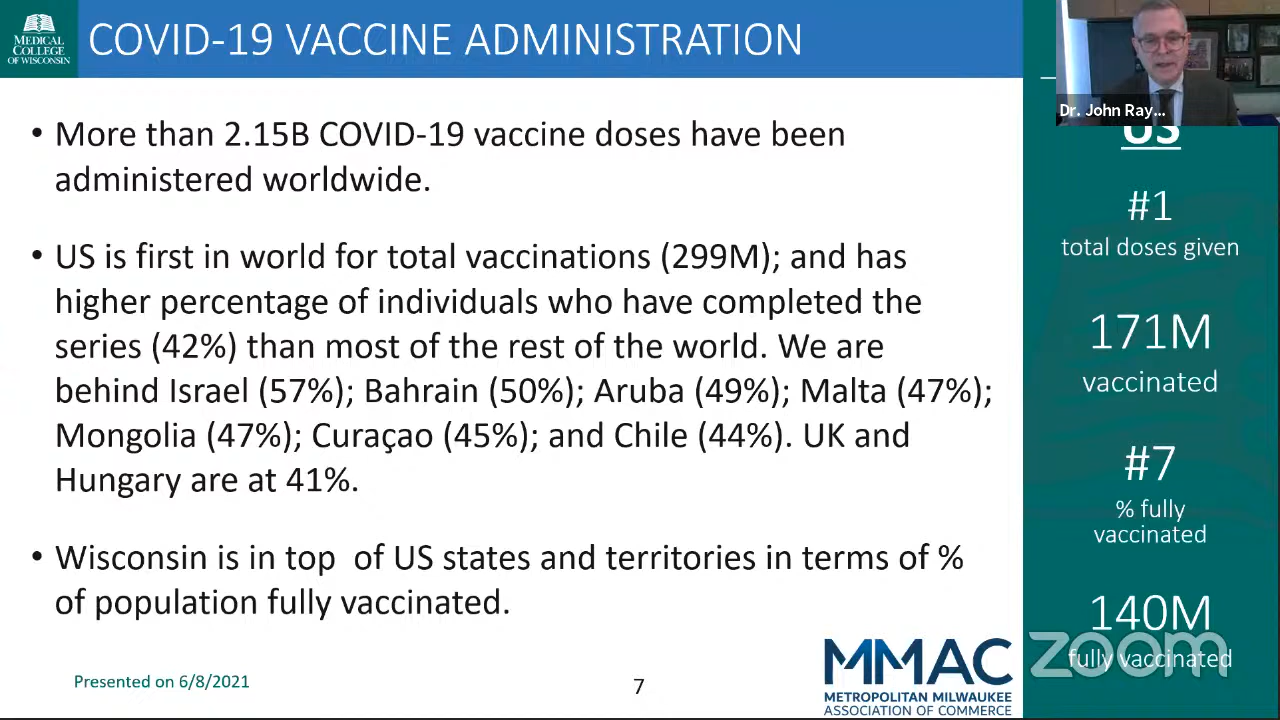 MEDICAL
COLLEGE
OF WISCONSIN
COVID-19 VACCINE ADMINISTRATION
• More than 2.15B COVID-19 vaccine doses have been
administered worldwide.
• US is first in world for total vaccinations (299M); and has
higher percentage of individuals who have completed the
series (42%) than most of the rest of the world. We are
behind Israel (57%); Bahrain (50%); Aruba (49%); Malta (47%);
Mongolia (47%); Curaçao (45%); and Chile (44%). UK and
Hungary are at 41%.
• Wisconsin is in top  of US states and territories in terms of %
of population fully vaccinated.
Presented on 6/8/2021
7
MMAC
METROPOLITAN MILWAUKEE
ASSOCIATION OF COMMERCE
Dr. John Ray...
US
#1
total doses given
171M
vaccinated
#7
% fully
vaccinated
140M
fully vaccinated
zoom